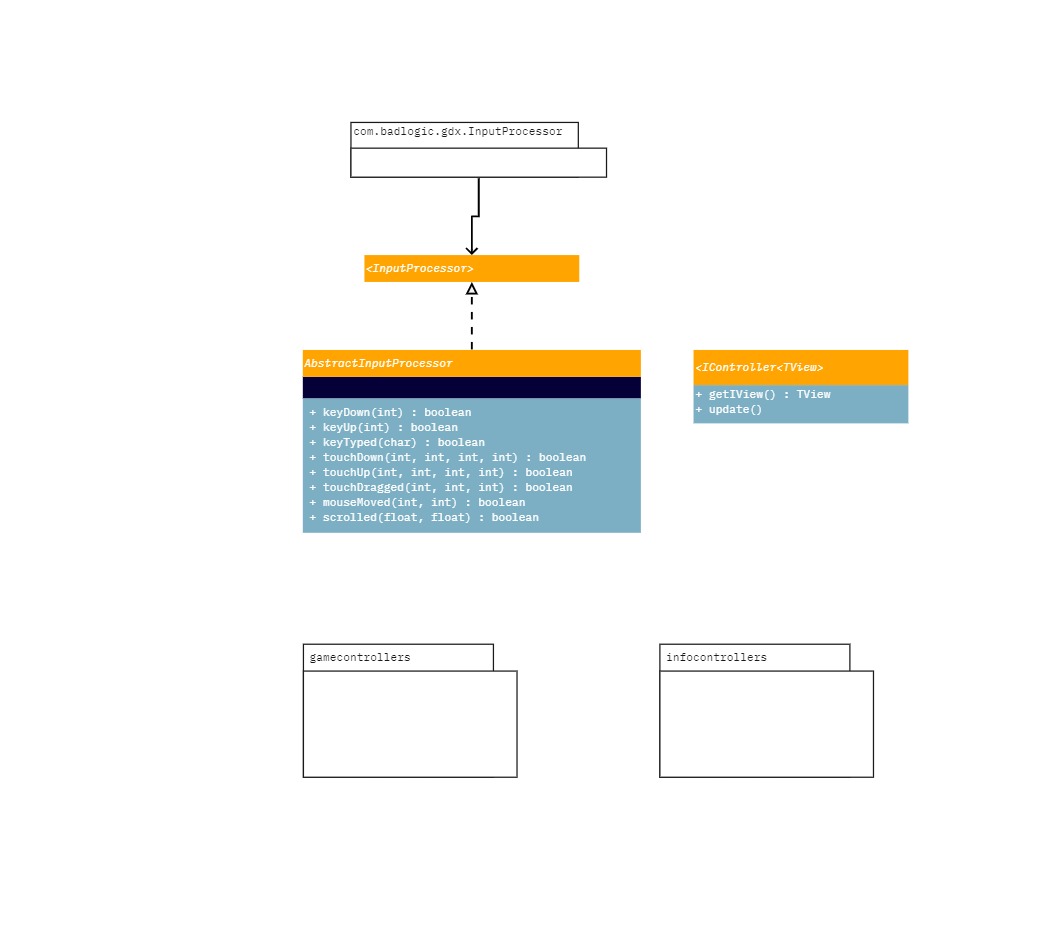 com.badlogic.gdx.InputProcessor
<InputProcessor>
AbstractInputProcessor
+ keyDown(int) : boolean
+ keyUp(int) : boolean
+ keyTyped(char) : boolean
+ touchDown(int, int, int, int) : boolean
+ touchUp(int, int, int, int) : boolean
+ touchDragged(int, int, int) : boolean
+ mouseMoved(int, int) : boolean
+ scrolled(float, float) : boolean
<IController<TView>
+ getIView() : TView
+ update()
gamecontrollers
infocontrollers